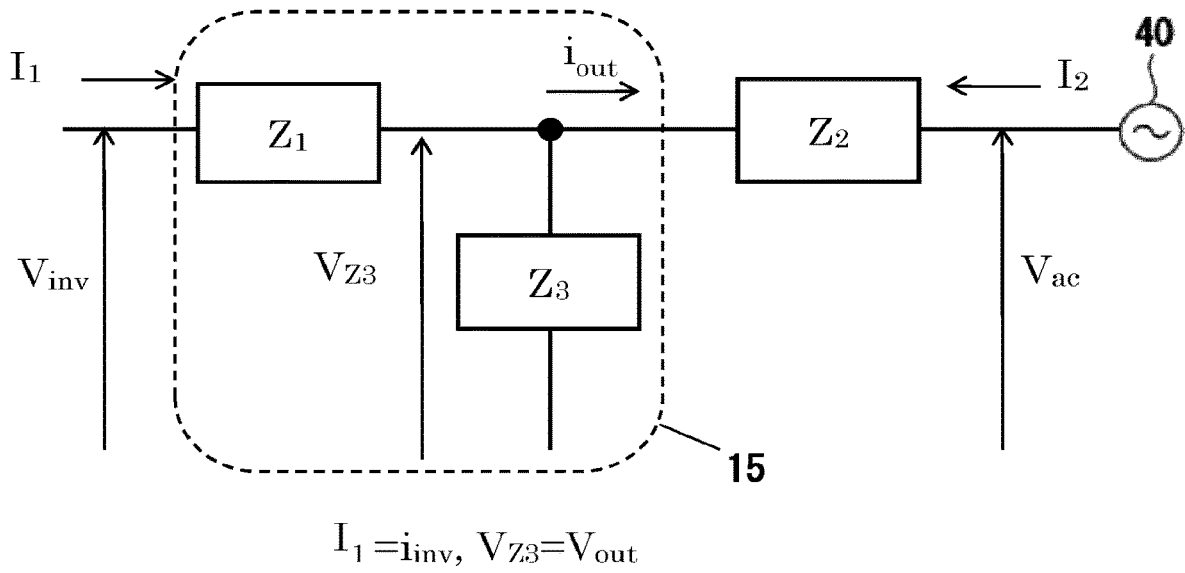 40
I₁
iout
I₂
Z₁
Z₂
Vinv
VZ3
Z₃
Vac
15
I₁=iinv, VZ3=Vout